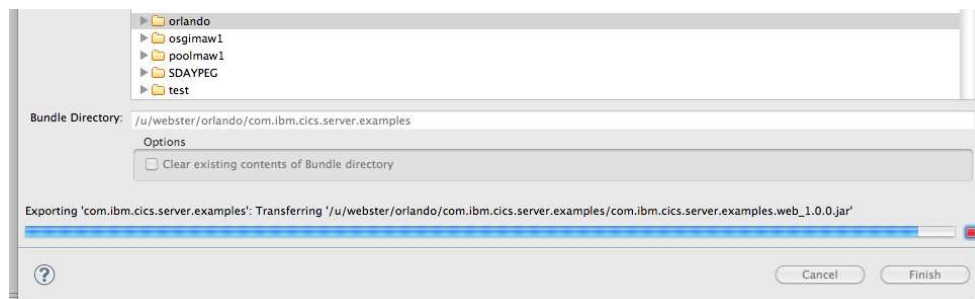 orlando
osgimaw1
poolmaw1
SDAYPEG
test
Bundle Directory: /u/webster/orlando/com.ibm.cics.server.examples
Options
Clear existing contents of Bundle directory
Exporting 'com.ibm.cics.server.examples': Transferring '/u/webster/orlando/com.ibm.cics.server.examples/com.ibm.cics.server.examples.web_1.0.0.jar'
? Cancel Finish